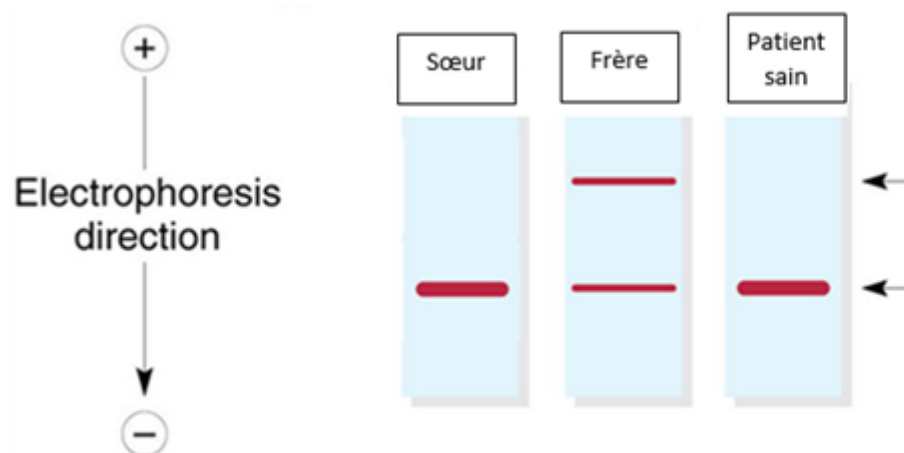 +
Sœur
Frère
Patient
sain
Electrophoresis
direction
−